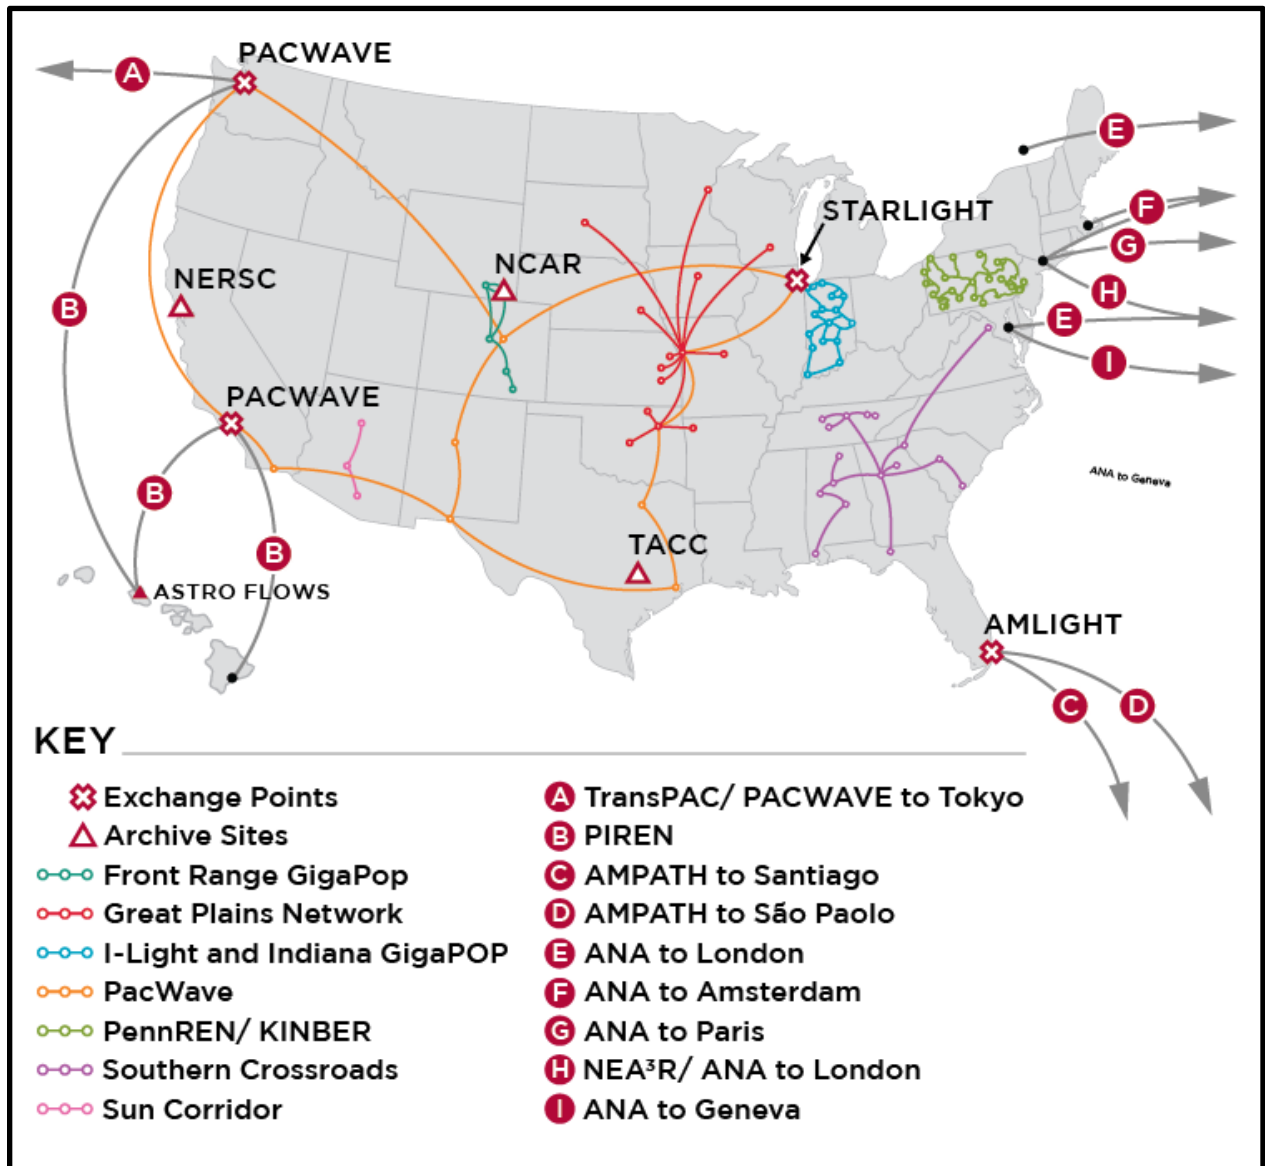 PACWAVE
A
E
F
STARLIGHT
G
NCAR
NERSC
H
B
E
I
PACWAVE
ANA to Geneva
B
B
TACC
ASTRO FLOWS
AMLIGHT
C
D
KEY
Exchange Points
Archive Sites
Front Range GigaPop
Great Plains Network
I-Light and Indiana GigaPOP
PacWave
PennREN/ KINBER
Southern Crossroads
Sun Corridor
A TransPAC/ PACWAVE to Tokyo
B PIREN
C AMPATH to Santiago
D AMPATH to São Paolo
E ANA to London
F ANA to Amsterdam
G ANA to Paris
H NEA³R/ ANA to London
I ANA to Geneva